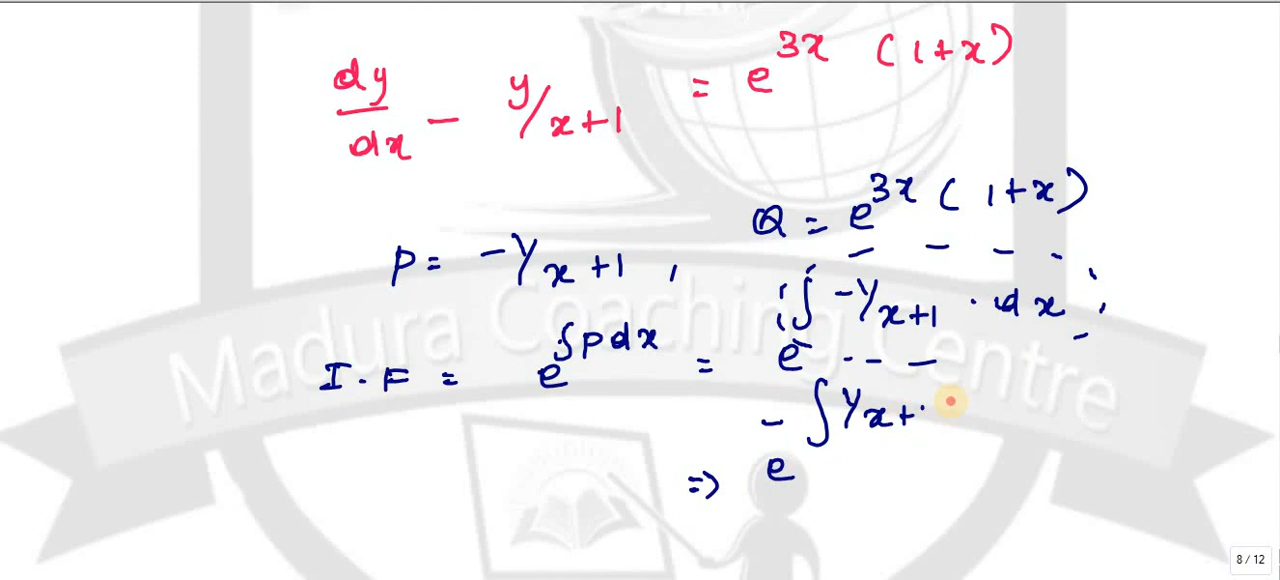 dy/dx - y/x+1 = e^3x (1+x)
P = -1/x+1 , Q = e^3x (1+x)
I.F = e^∫Pdx = e^∫-1/x+1 . dx
=> e^-∫1/x+
Madura Coaching Centre
8 / 12